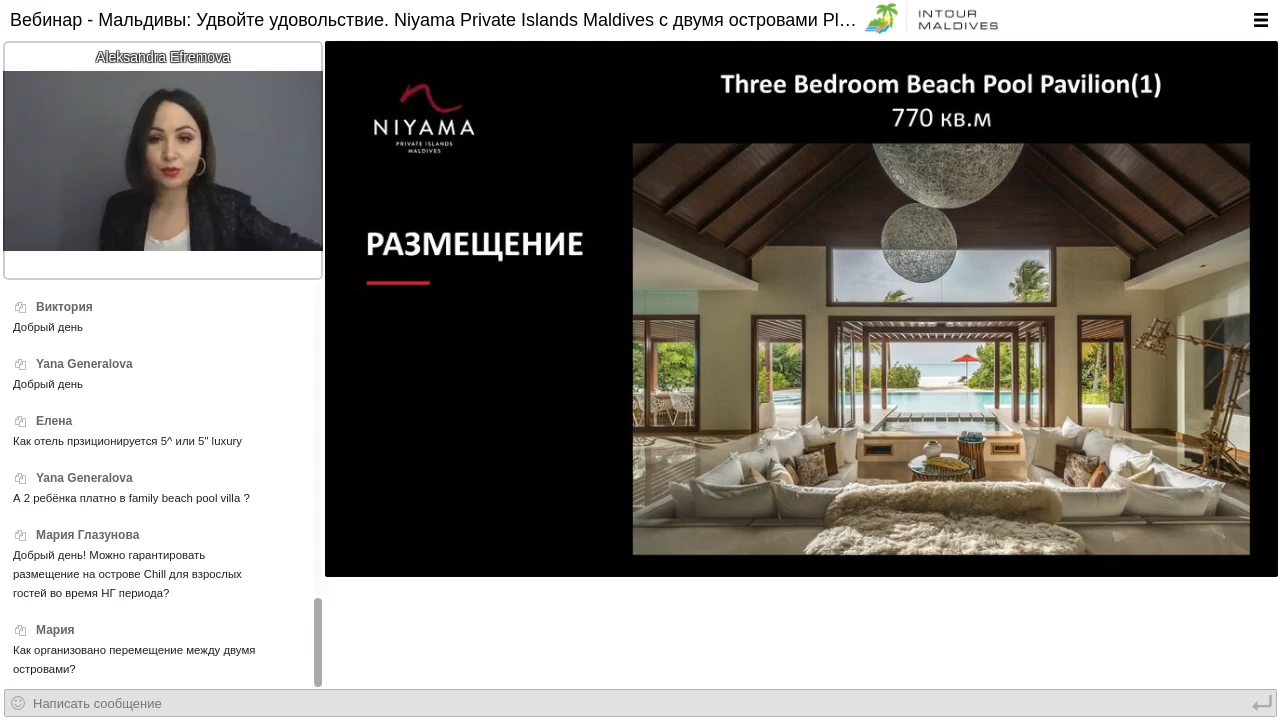 Вебинар - Мальдивы: Удвойте удовольствие. Niyama Private Islands Maldives с двумя островами Pl…
INTOUR
MALDIVES
Aleksandra Efremova
Виктория
Добрый день
Yana Generalova
Добрый день
Елена
Как отель прзиционируется 5^ или 5" luxury
Yana Generalova
А 2 ребёнка платно в family beach pool villa ?
Мария Глазунова
Добрый день! Можно гарантировать
размещение на острове Chill для взрослых
гостей во время НГ периода?
Мария
Как организовано перемещение между двумя
островами?
Написать сообщение
NIYAMA
PRIVATE ISLANDS
MALDIVES
РАЗМЕЩЕНИЕ
Three Bedroom Beach Pool Pavilion(1)
770 кв.м